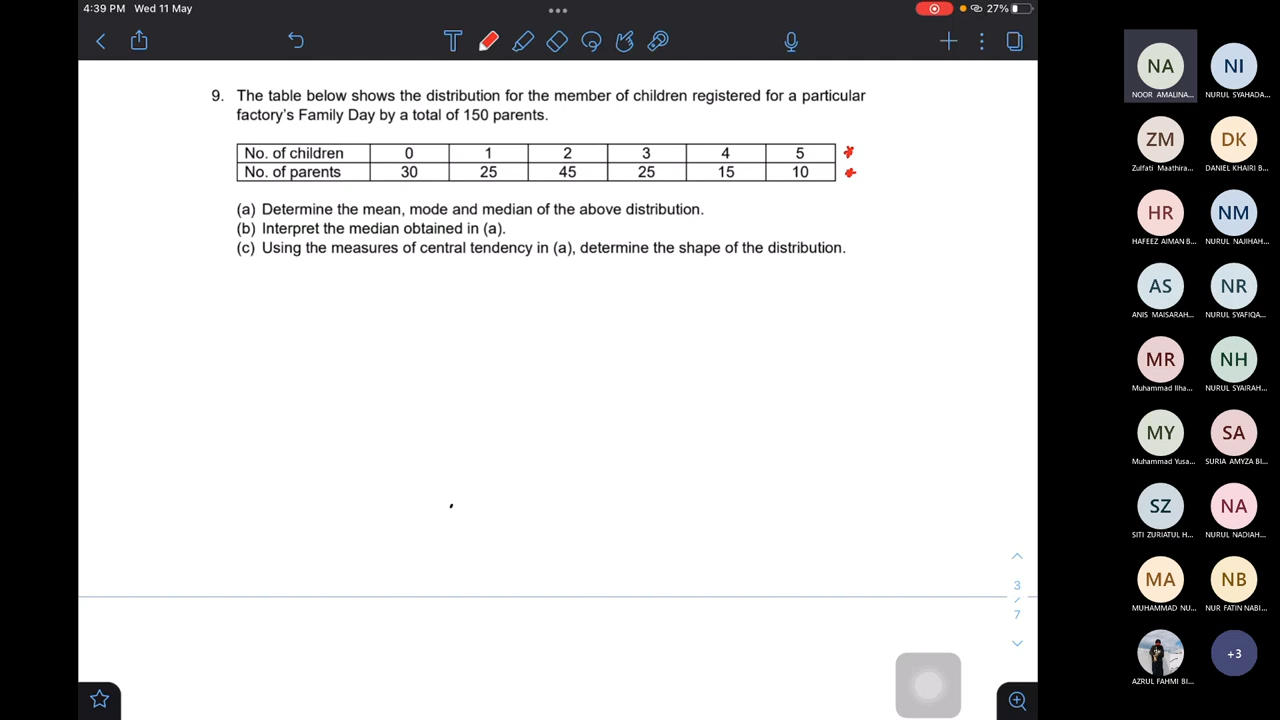 4:39 PM Wed 11 May
27%
9. The table below shows the distribution for the member of children registered for a particular
factory's Family Day by a total of 150 parents.
No. of children 0 1 2 3 4 5
No. of parents 30 25 45 25 15 10
(a) Determine the mean, mode and median of the above distribution.
(b) Interpret the median obtained in (a).
(c) Using the measures of central tendency in (a), determine the shape of the distribution.
3
7
NA NI
NOOR AMALINA... NURUL SYAHADA...
ZM DK
Zulfati Maathira... DANIEL KHAIRI B...
HR NM
HAFEEZ AIMAN B... NURUL NAJIHAH...
AS NR
ANIS MAISARAH... NURUL SYAFIQA...
MR NH
Muhammad Ilha... NURUL SYAIRAH...
MY SA
Muhammad Yusa... SURIA AMYZA BI...
SZ NA
SITI ZURIATUL H... NURUL NADIAH...
MA NB
MUHAMMAD NU... NUR FATIN NABI...
+3
AZRUL FAHMI BI...